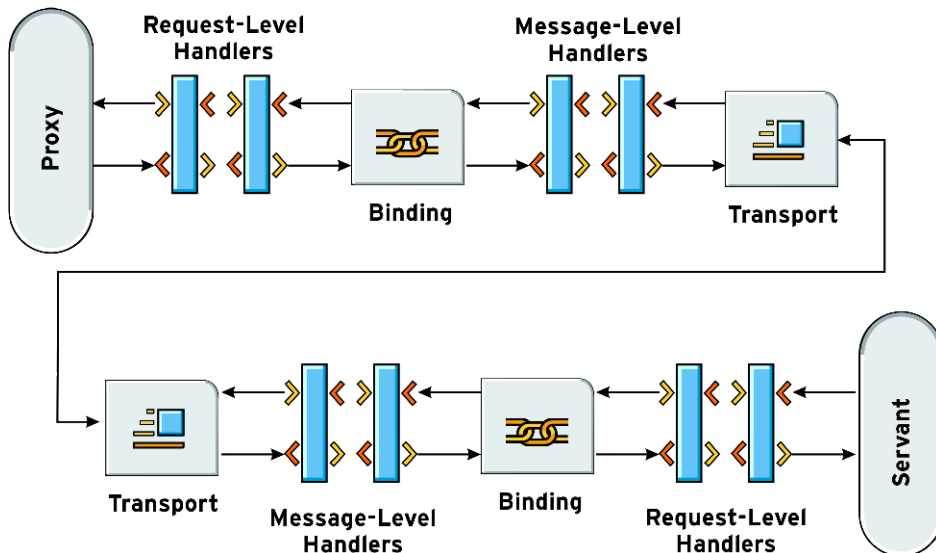 Request-Level
Handlers
Message-Level
Handlers
Proxy
Binding
Transport
Servant
Transport
Message-Level
Handlers
Binding
Request-Level
Handlers